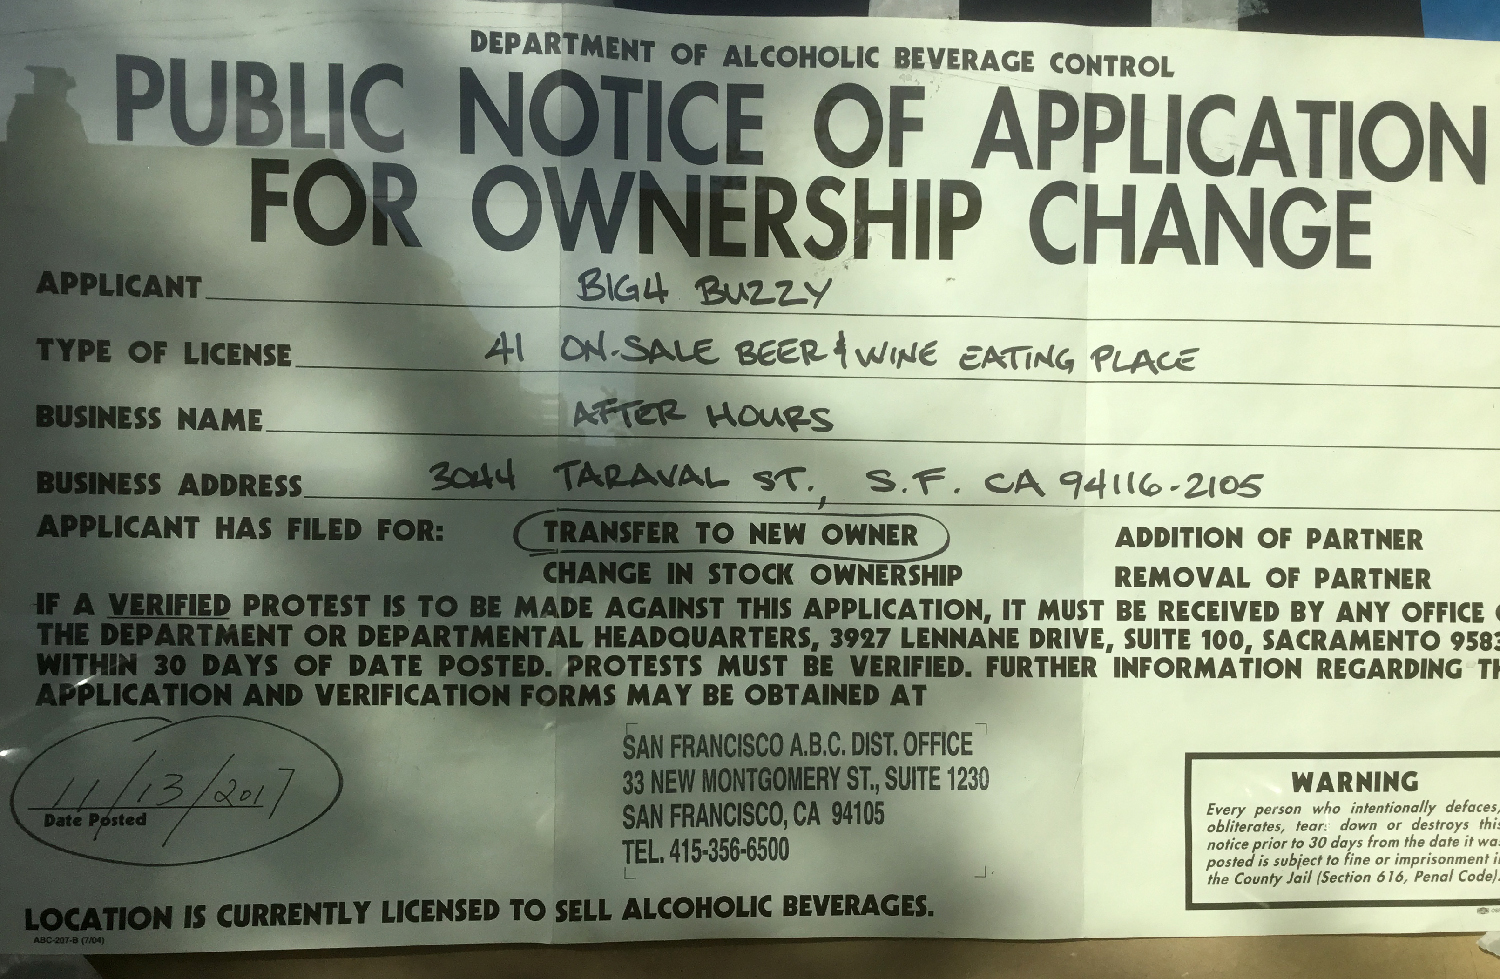 DEPARTMENT OF ALCOHOLIC BEVERAGE CONTROL
PUBLIC NOTICE OF APPLICATION
FOR OWNERSHIP CHANGE
APPLICANT BIG4 BUZZY
TYPE OF LICENSE 41 ON-SALE BEER & WINE EATING PLACE
BUSINESS NAME AFTER HOURS
BUSINESS ADDRESS 3044 TARAVAL ST., S.F. CA 94116-2105
APPLICANT HAS FILED FOR: TRANSFER TO NEW OWNER ADDITION OF PARTNER
CHANGE IN STOCK OWNERSHIP REMOVAL OF PARTNER
IF A VERIFIED PROTEST IS TO BE MADE AGAINST THIS APPLICATION, IT MUST BE RECEIVED BY ANY OFFICE
THE DEPARTMENT OR DEPARTMENTAL HEADQUARTERS, 3927 LENNANE DRIVE, SUITE 100, SACRAMENTO 9583
WITHIN 30 DAYS OF DATE POSTED. PROTESTS MUST BE VERIFIED. FURTHER INFORMATION REGARDING TH
APPLICATION AND VERIFICATION FORMS MAY BE OBTAINED AT
11/13/2017
Date Posted
SAN FRANCISCO A.B.C. DIST. OFFICE
33 NEW MONTGOMERY ST., SUITE 1230
SAN FRANCISCO, CA 94105
TEL. 415-356-6500
WARNING
Every person who intentionally defaces,
obliterates, tears down or destroys this
notice prior to 30 days from the date it was
posted is subject to fine or imprisonment i
the County Jail (Section 616, Penal Code).
LOCATION IS CURRENTLY LICENSED TO SELL ALCOHOLIC BEVERAGES.
ABC-207-B (7/04)